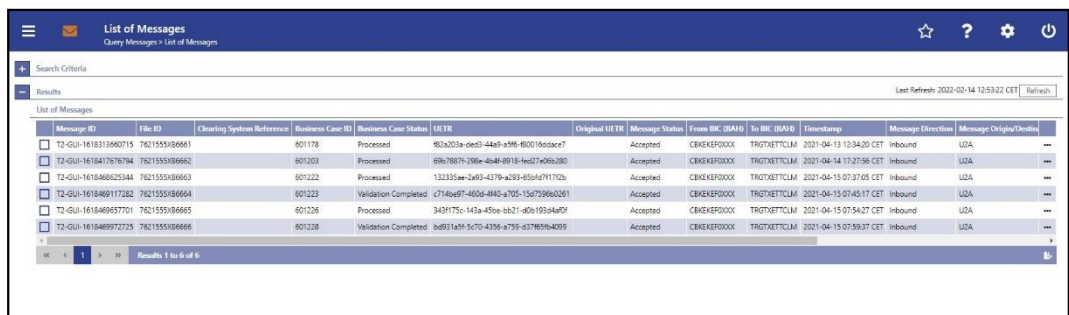 List of Messages
Query Messages > List of Messages
Search Criteria
Results Last Refresh: 2022-02-14 12:53:22 CET Refresh
List of Messages
Message ID File ID Clearing System Reference Business Case ID Business Case Status UETR Original UETR Message Status From BIC (BAH) To BIC (BAH) Timestamp Message Direction Message Origin/Destina
T2-GUI-1618313660715 7621555XB6661 601178 Processed f82a203a-ded3-44a9-a5f6-f80016ddace7 Accepted CBKEKEF0XXX TRGTXETTCLM 2021-04-13 12:34:20 CET Inbound U2A
T2-GUI-1618417676794 7621555XB6662 601203 Processed 69b7887f-298e-4b4f-8918-fed27e06b280 Accepted CBKEKEF0XXX TRGTXETTCLM 2021-04-14 17:27:56 CET Inbound U2A
T2-GUI-1618468625344 7621555XB6663 601222 Processed 132335ae-2a93-4379-a293-65bfd7f17f2b Accepted CBKEKEF0XXX TRGTXETTCLM 2021-04-15 07:37:05 CET Inbound U2A
T2-GUI-1618469117282 7621555XB6664 601223 Validation Completed c714be97-460d-4f40-a705-15d7596b0261 Accepted CBKEKEF0XXX TRGTXETTCLM 2021-04-15 07:45:17 CET Inbound U2A
T2-GUI-1618469657701 7621555XB6665 601226 Processed 343f175c-143a-45be-bb21-d0b193d4af0f Accepted CBKEKEF0XXX TRGTXETTCLM 2021-04-15 07:54:27 CET Inbound U2A
T2-GUI-1618469972725 7621555XB6666 601228 Validation Completed bd931a5f-5c70-4356-a759-d37f65fb4099 Accepted CBKEKEF0XXX TRGTXETTCLM 2021-04-15 07:59:37 CET Inbound U2A
1 Results 1 to 6 of 6